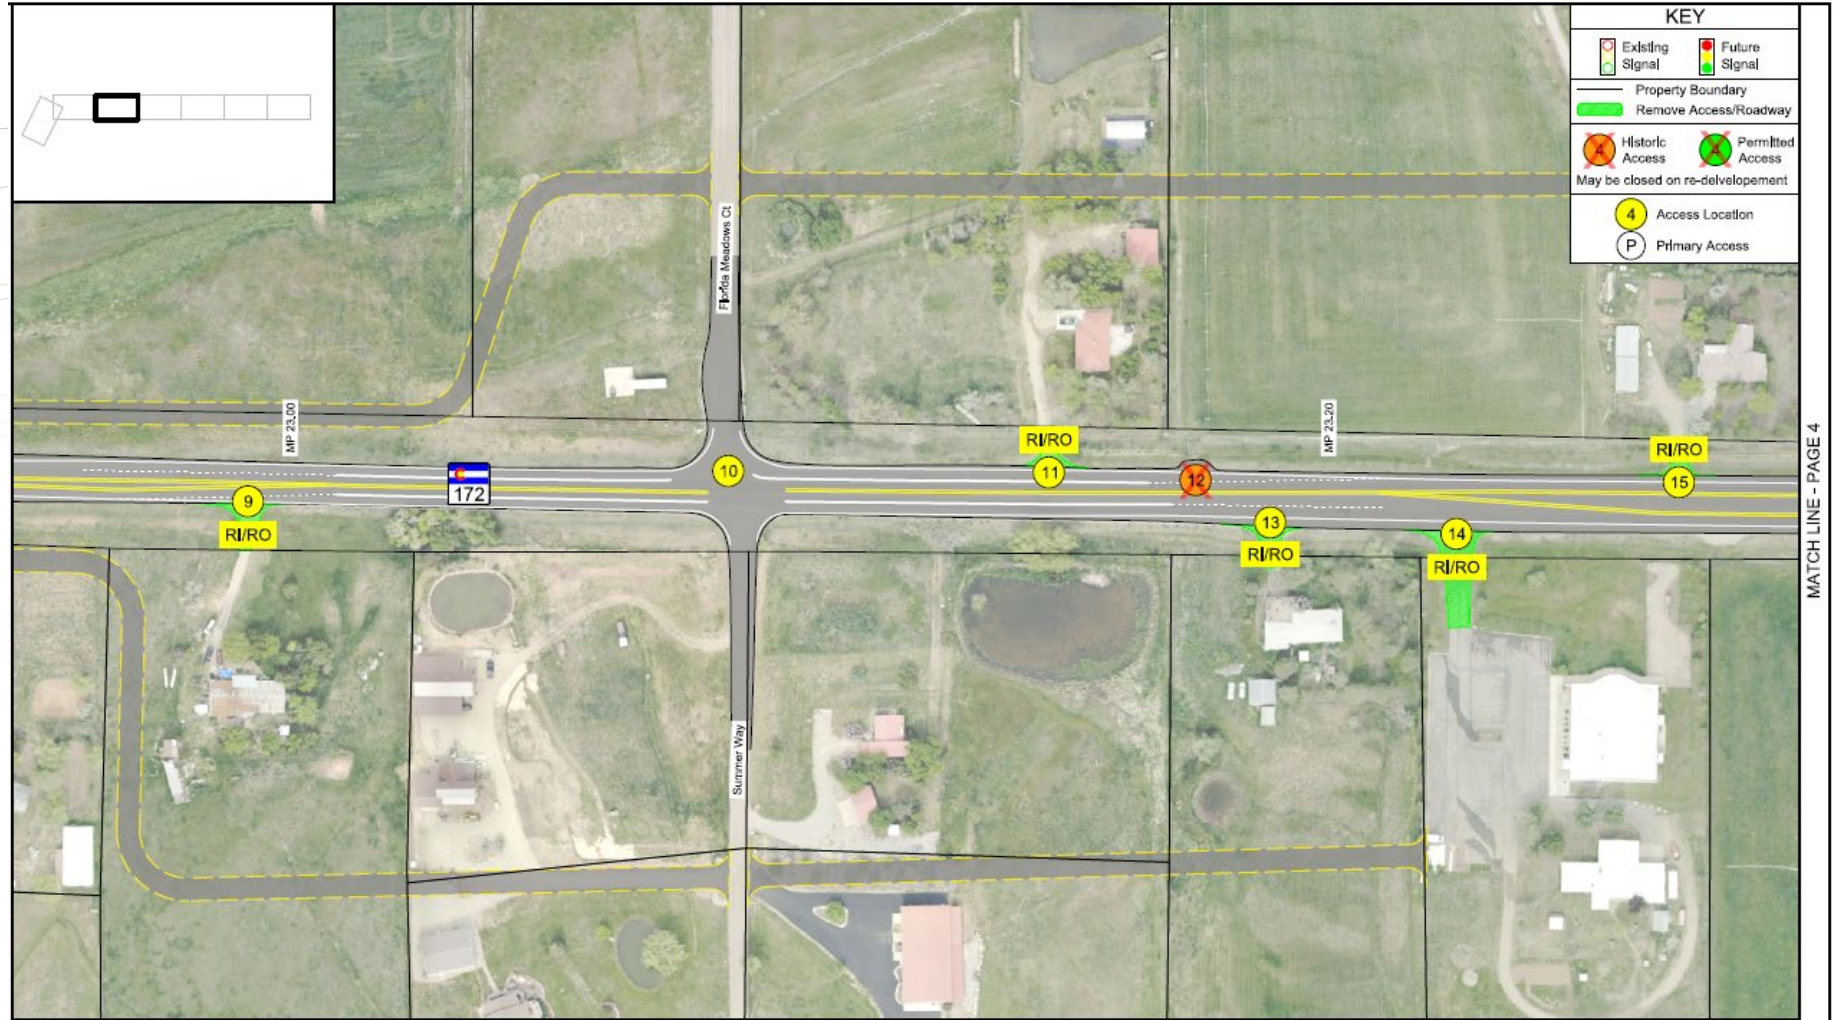 KEY
Existing
Signal
Future
Signal
Property Boundary
Remove Access/Roadway
4
Historic
Access
4
Permitted
Access
May be closed on re-delvelopement
4
Access Location
P
Primary Access
Florida Meadows Ct
MP 23.00
MP 23.20
172
9
RI/RO
10
RI/RO
11
12
13
RI/RO
14
RI/RO
RI/RO
15
Summer Way
MATCH LINE - PAGE 4